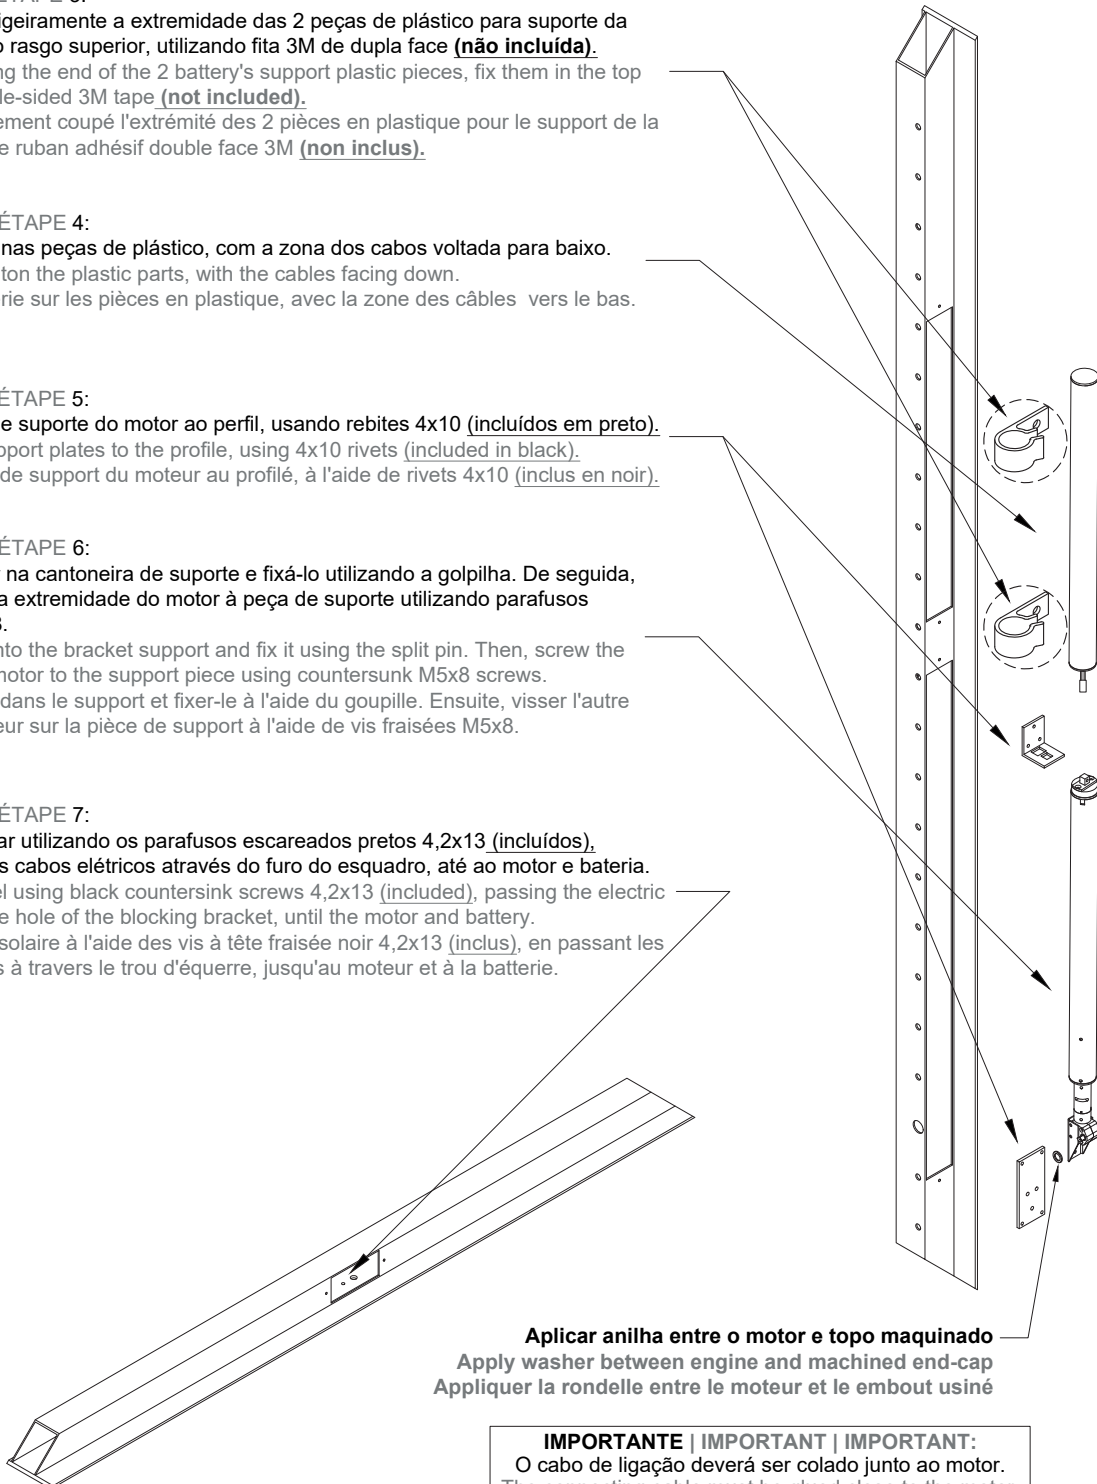 ÉTAPE
igeiramente a extremidade das 2 peças de plástico para suporte da
o rasgo superior, utilizando fita 3M de dupla face (não incluída).
ng the end of the 2 battery's support plastic pieces, fix them in the top
le-sided 3M tape (not included).
ement coupé l'extrémité des 2 pièces en plastique pour le support de la
e ruban adhésif double face 3M (non inclus).
ÉTAPE 4:
nas peças de plástico, com a zona dos cabos voltada para baixo.
ton the plastic parts, with the cables facing down.
rie sur les pièces en plastique, avec la zone des câbles vers le bas.
ÉTAPE 5:
e suporte do motor ao perfil, usando rebites 4x10 (incluídos em preto).
pport plates to the profile, using 4x10 rivets (included in black).
de support du moteur au profilé, à l'aide de rivets 4x10 (inclus en noir).
ÉTAPE 6:
r na cantoneira de suporte e fixá-lo utilizando a golpilha. De seguida,
a extremidade do motor à peça de suporte utilizando parafusos
3.
nto the bracket support and fix it using the split pin. Then, screw the
motor to the support piece using countersunk M5x8 screws.
dans le support et fixer-le à l'aide du goupille. Ensuite, visser l'autre
eur sur la pièce de support à l'aide de vis fraisées M5x8.
ÉTAPE 7:
ar utilizando os parafusos escareados pretos 4,2x13 (incluídos),
s cabos elétricos através do furo do esquadro, até ao motor e bateria.
el using black countersink screws 4,2x13 (included), passing the electric
e hole of the blocking bracket, until the motor and battery.
solaire à l'aide des vis à tête fraisée noir 4,2x13 (inclus), en passant les
s à travers le trou d'équerre, jusqu'au moteur et à la batterie.
Aplicar anilha entre o motor e topo maquinado
Apply washer between engine and machined end-cap
Appliquer la rondelle entre le moteur et le embout usiné
IMPORTANTE | IMPORTANT | IMPORTANT:
O cabo de ligação deverá ser colado junto ao motor.
The connecting cable must be glued close to the motor.